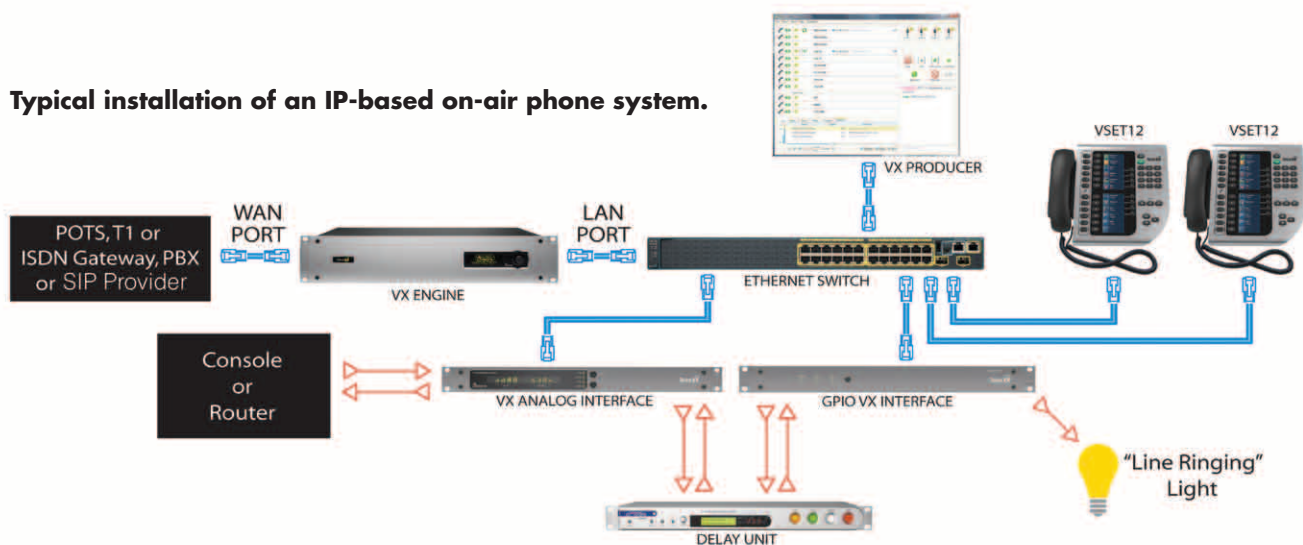 Typical installation of an IP-based on-air phone system.
VX PRODUCER
VSET12
VSET12
POTS, T1 or
ISDN Gateway, PBX
or SIP Provider
WAN
PORT
VX ENGINE
LAN
PORT
ETHERNET SWITCH
Console
or
Router
VX ANALOG INTERFACE
GPIO VX INTERFACE
"Line Ringing"
Light
DELAY UNIT